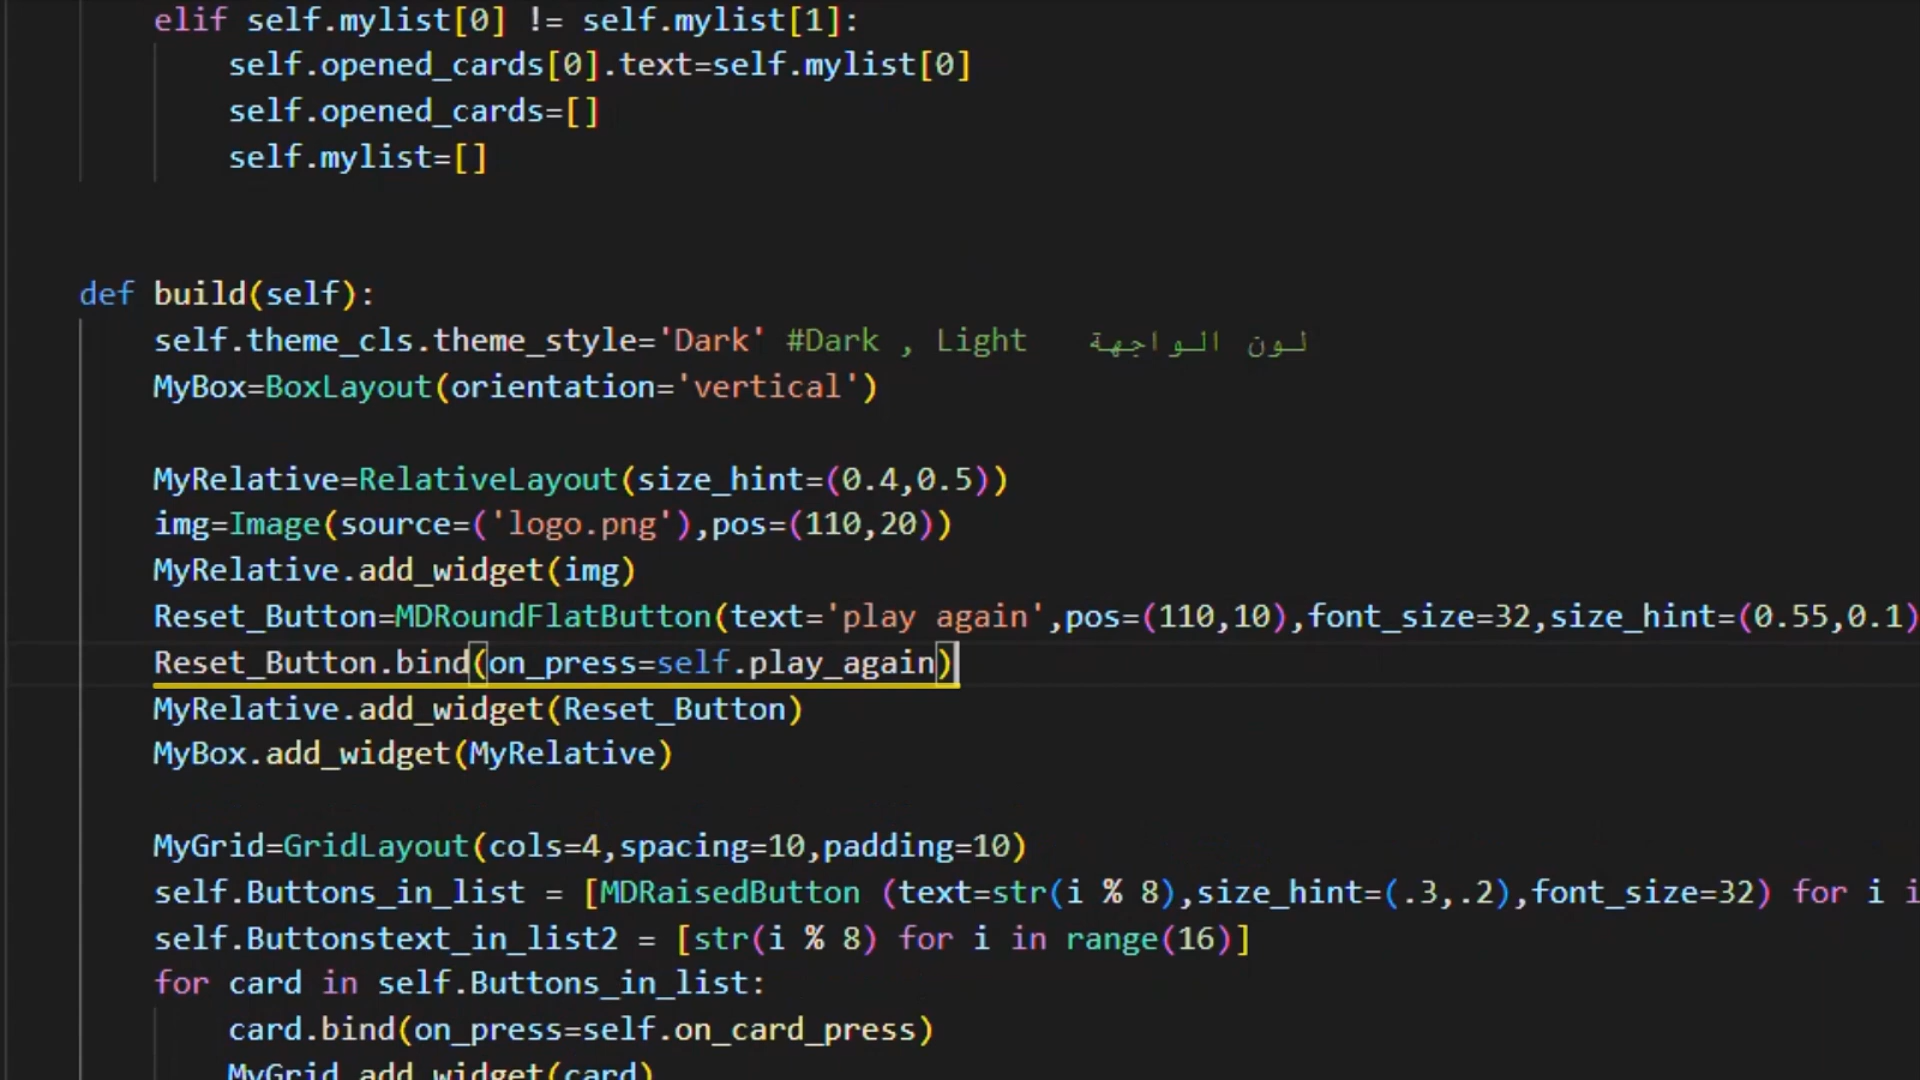 elif self.mylist[0] != self.mylist[1]:
self.opened_cards[0].text=self.mylist[0]
self.opened_cards=[]
self.mylist=[]
def build(self):
self.theme_cls.theme_style='Dark' #Dark , Light لون الواجهة
MyBox=BoxLayout(orientation='vertical')
MyRelative=RelativeLayout(size_hint=(0.4,0.5))
img=Image(source=('logo.png'),pos=(110,20))
MyRelative.add_widget(img)
Reset_Button=MDRoundFlatButton(text='play again',pos=(110,10),font_size=32,size_hint=(0.55,0.1)
Reset_Button.bind(on_press=self.play_again)
MyRelative.add_widget(Reset_Button)
MyBox.add_widget(MyRelative)
MyGrid=GridLayout(cols=4,spacing=10,padding=10)
self.Buttons_in_list = [MDRaisedButton (text=str(i % 8),size_hint=(.3,.2),font_size=32) for i i
self.Buttonstext_in_list2 = [str(i % 8) for i in range(16)]
for card in self.Buttons_in_list:
card.bind(on_press=self.on_card_press)
MyGrid.add_widget(card)